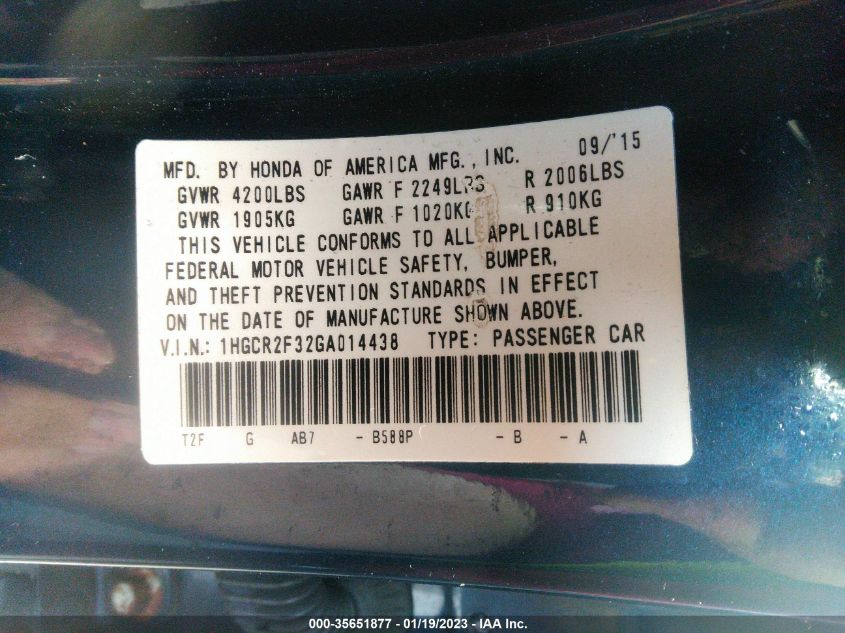 MFD. BY HONDA OF AMERICA MFG., INC. 09/'15
GVWR 4200LBS GAWR F 2249LBS R 2006LBS
GVWR 1905KG GAWR F 1020KG R 910KG
THIS VEHICLE CONFORMS TO ALL APPLICABLE
FEDERAL MOTOR VEHICLE SAFETY, BUMPER,
AND THEFT PREVENTION STANDARDS IN EFFECT
ON THE DATE OF MANUFACTURE SHOWN ABOVE.
V.I.N.: 1HGCR2F32GA014438 TYPE: PASSENGER CAR
T2F G AB7 - B588P - B - A
000-35651877 - 01/19/2023 - IAA Inc.